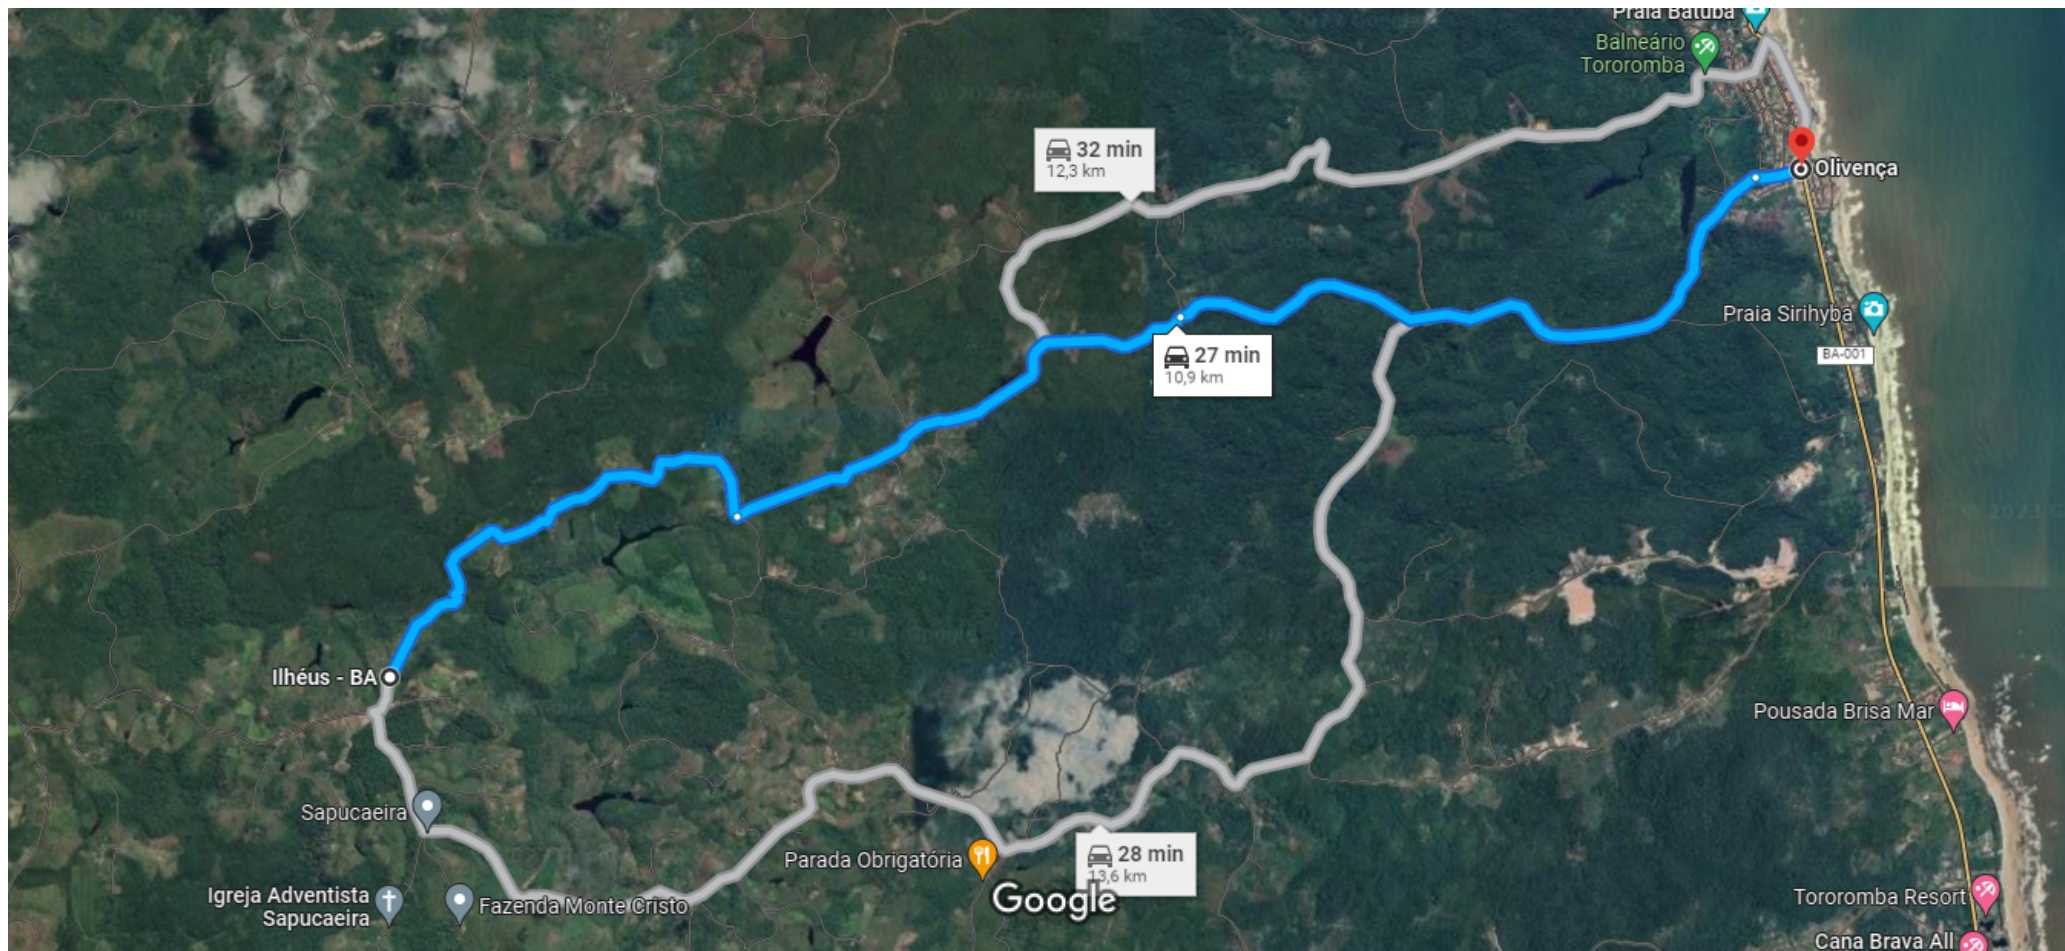 Praia Batuba
Balneário
Tororomba
32 min
12,3 km
Olivença
Praia Sirihyba
BA-001
27 min
10,9 km
Ilhéus - BA
Pousada Brisa Mar
Sapucaeira
Parada Obrigatória
28 min
13,6 km
Igreja Adventista
Sapucaeira
Fazenda Monte Cristo
Google
Tororomba Resort
Cana Brava All